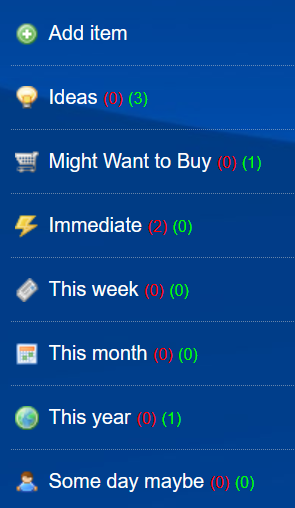 Add item
Ideas (0) (3)
Might Want to Buy (0) (1)
Immediate (2) (0)
This week (0) (0)
This month (0) (0)
This year (0) (1)
Some day maybe (0) (0)